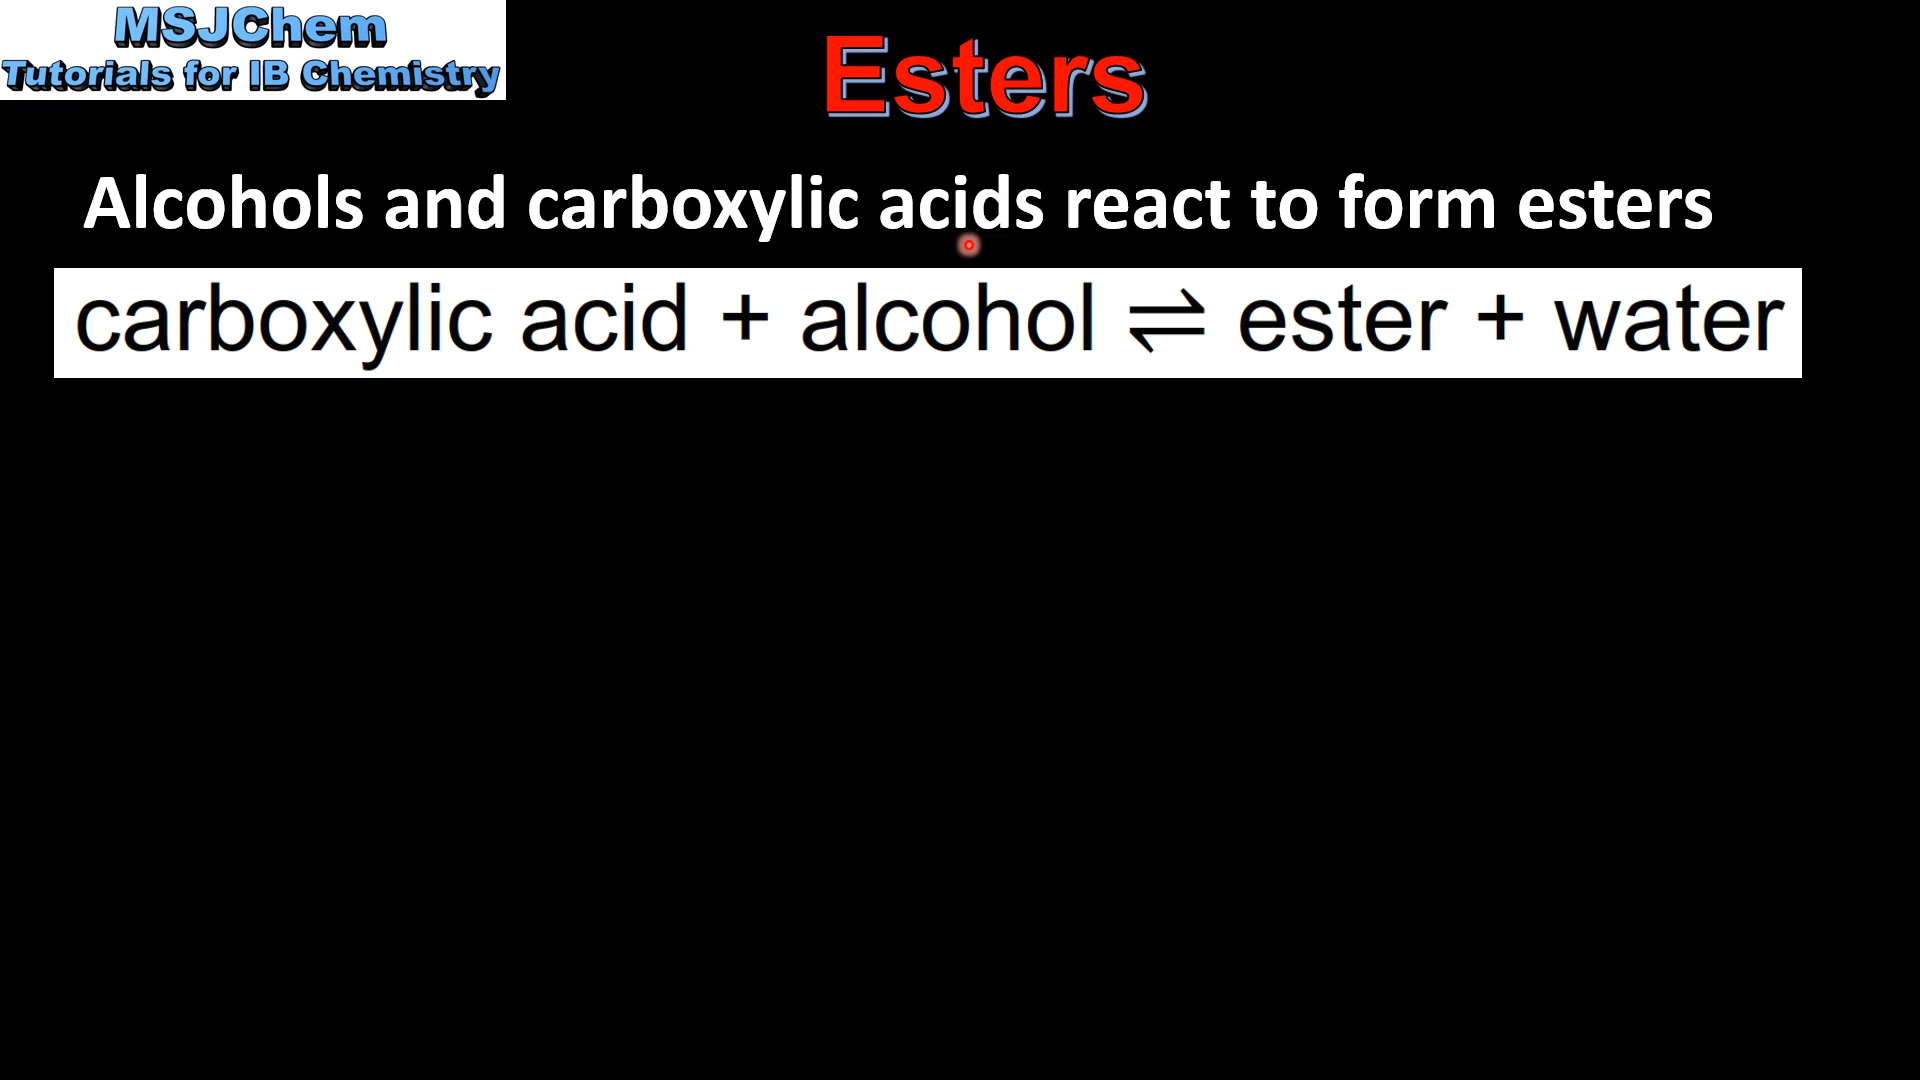 MSJChem
Tutorials for IB Chemistry
Esters
Alcohols and carboxylic acids react to form esters
carboxylic acid + alcohol ⇌ ester + water